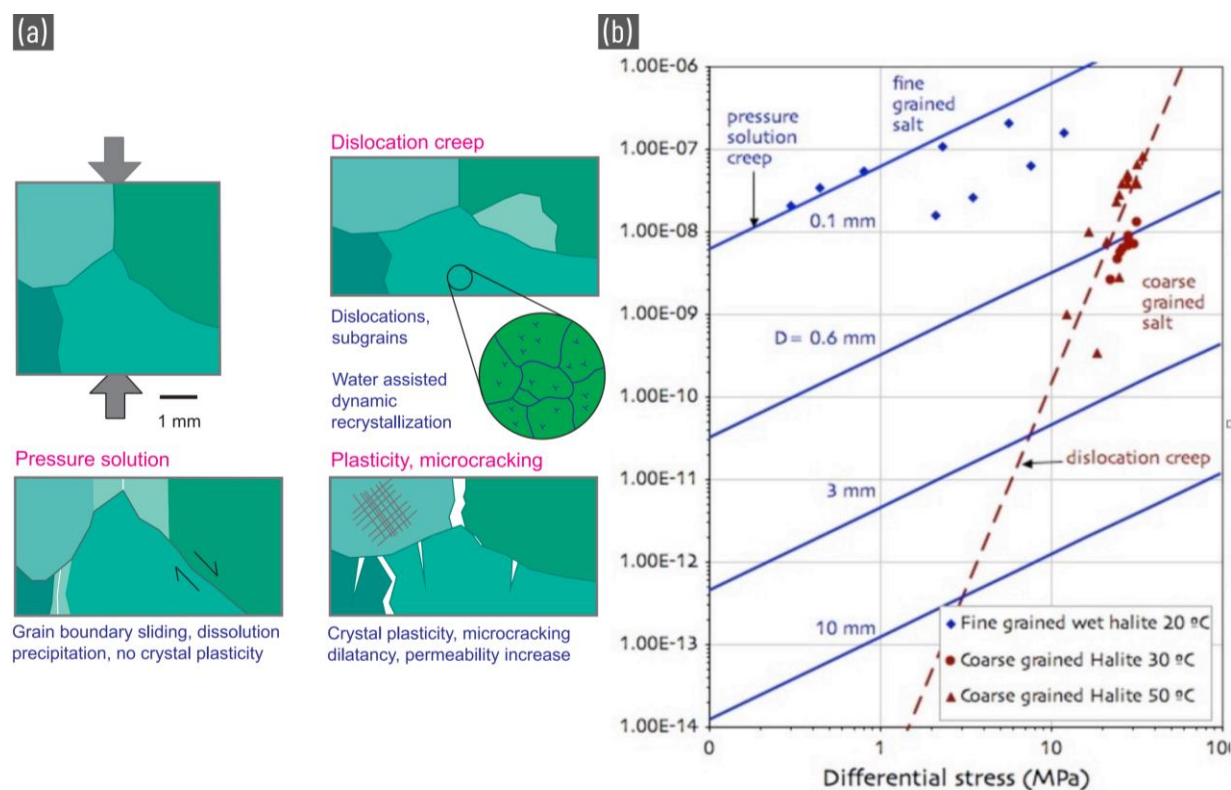 (a)
1 mm
Dislocation creep
Dislocations,
subgrains
Water assisted
dynamic
recrystallization
Pressure solution
Grain boundary sliding, dissolution
precipitation, no crystal plasticity
Plasticity, microcracking
Crystal plasticity, microcracking
dilatancy, permeability increase
(b)
1.00E-06
1.00E-07
1.00E-08
1.00E-09
1.00E-10
1.00E-11
1.00E-12
1.00E-13
1.00E-14
pressure
solution
creep
fine
grained
salt
0.1 mm
D= 0.6 mm
coarse
grained
salt
dislocation creep
3 mm
10 mm
Fine grained wet halite 20 ºC
Coarse grained Halite 30 ºC
Coarse grained Halite 50 ºC
0
1
10
100
Differential stress (MPa)